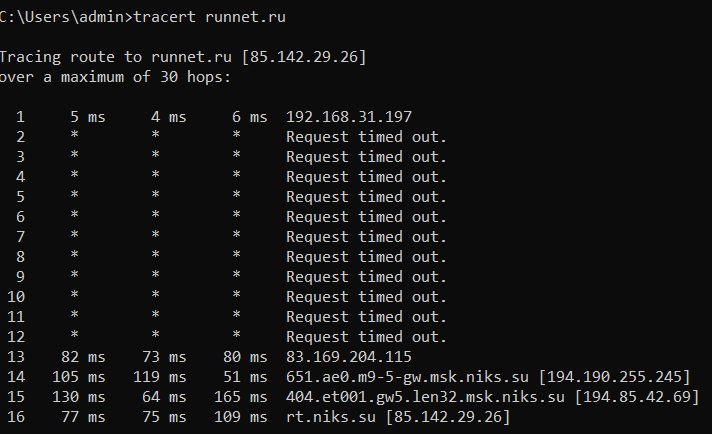 C:\Users\admin>tracert runnet.ru
Tracing route to runnet.ru [85.142.29.26]
over a maximum of 30 hops:
1 5 ms 4 ms 6 ms 192.168.31.197
2 * * * Request timed out.
3 * * * Request timed out.
4 * * * Request timed out.
5 * * * Request timed out.
6 * * * Request timed out.
7 * * * Request timed out.
8 * * * Request timed out.
9 * * * Request timed out.
10 * * * Request timed out.
11 * * * Request timed out.
12 * * * Request timed out.
13 82 ms 73 ms 80 ms 83.169.204.115
14 105 ms 119 ms 51 ms 651.ae0.m9-5-gw.msk.niks.su [194.190.255.245]
15 130 ms 64 ms 165 ms 404.et001.gw5.len32.msk.niks.su [194.85.42.69]
16 77 ms 75 ms 109 ms rt.niks.su [85.142.29.26]